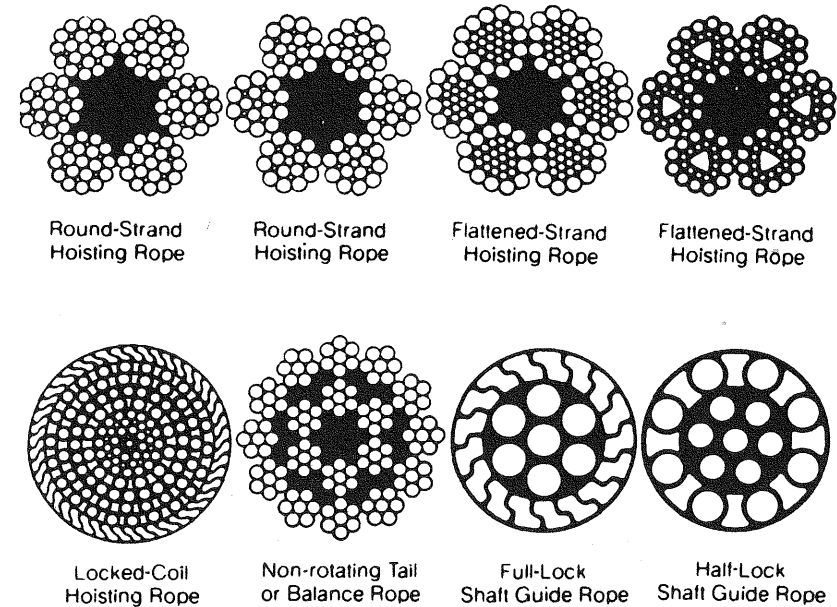 Round-Strand
Hoisting Rope
Round-Strand
Hoisting Rope
Flattened-Strand
Hoisting Rope
Flattened-Strand
Hoisting Rope
Locked-Coil
Hoisting Rope
Non-rotating Tail
or Balance Rope
Full-Lock
Shaft Guide Rope
Half-Lock
Shaft Guide Rope